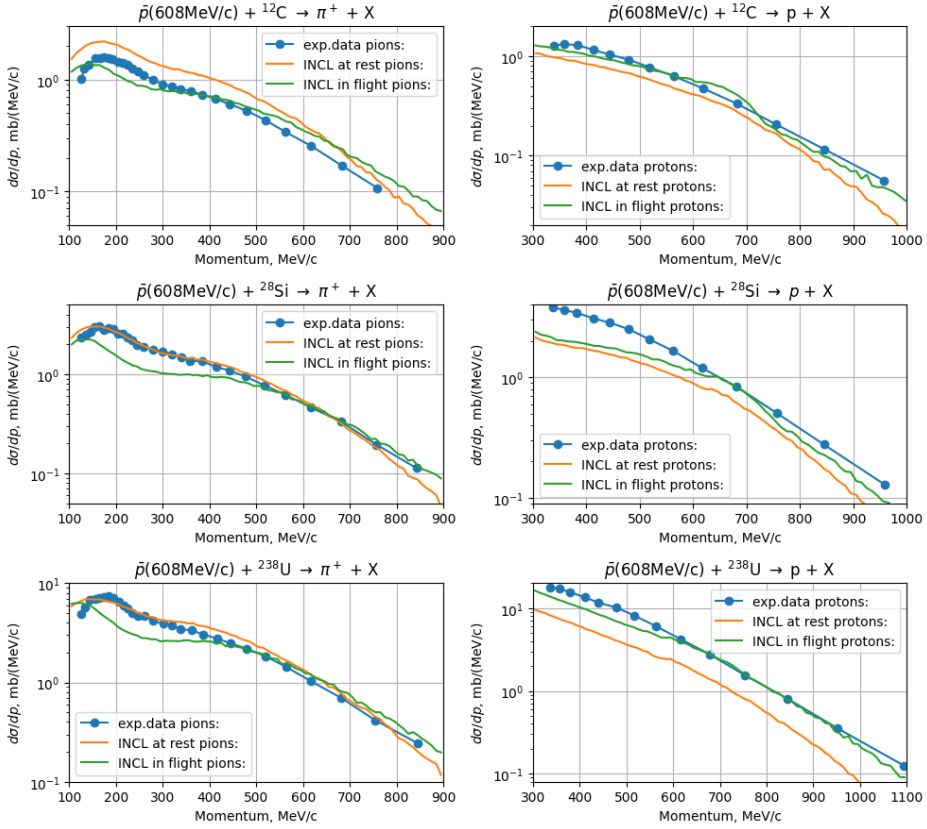 p̄(608MeV/c) + ¹²C → π⁺ + X
exp.data pions:
INCL at rest pions:
INCL in flight pions:
10⁰
10⁻¹
dσ/dp, mb/(MeV/c)
100 200 300 400 500 600 700 800 900
Momentum, MeV/c
p̄(608MeV/c) + ¹²C → p + X
10⁰
10⁻¹
dσ/dp, mb/(MeV/c)
exp.data protons:
INCL at rest protons:
INCL in flight protons:
300 400 500 600 700 800 900 1000
Momentum, MeV/c
p̄(608MeV/c) + ²⁸Si → π⁺ + X
exp.data pions:
INCL at rest pions:
INCL in flight pions:
10⁰
10⁻¹
dσ/dp, mb/(MeV/c)
100 200 300 400 500 600 700 800 900
Momentum, MeV/c
p̄(608MeV/c) + ²⁸Si → p + X
10⁰
10⁻¹
dσ/dp, mb/(MeV/c)
exp.data protons:
INCL at rest protons:
INCL in flight protons:
300 400 500 600 700 800 900 1000
Momentum, MeV/c
p̄(608MeV/c) + ²³⁸U → π⁺ + X
10¹
10⁰
10⁻¹
dσ/dp, mb/(MeV/c)
exp.data pions:
INCL at rest pions:
INCL in flight pions:
100 200 300 400 500 600 700 800 900
Momentum, MeV/c
p̄(608MeV/c) + ²³⁸U → p + X
exp.data protons:
INCL at rest protons:
INCL in flight protons:
10¹
10⁰
10⁻¹
dσ/dp, mb/(MeV/c)
300 400 500 600 700 800 900 1000 1100
Momentum, MeV/c